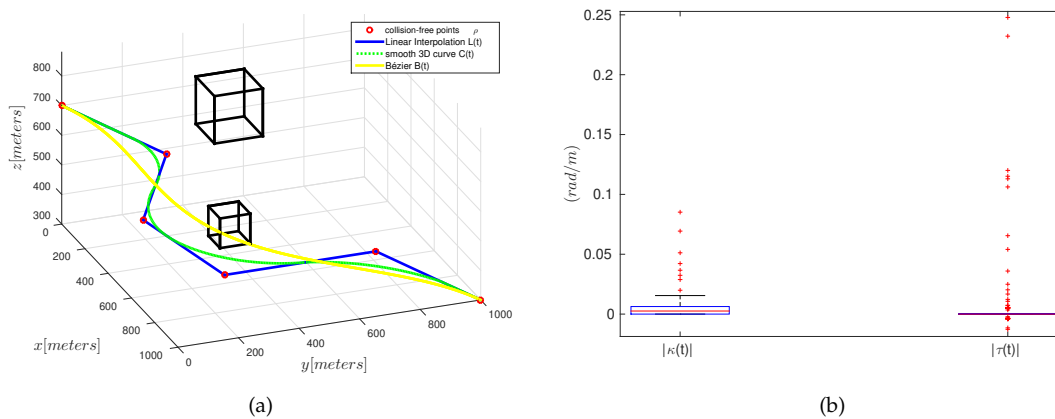 collision-free points ρ
Linear Interpolation L(t)
smooth 3D curve C(t)
Bézier B(t)
800
700
600
500
400
300
z[meters]
0
200
400
600
800
1000
x[meters]
0
200
400
600
800
1000
y[meters]
(a)
0.25
0.2
0.15
0.1
0.05
0
(rad/m)
|κ(t)|
|τ(t)|
(b)